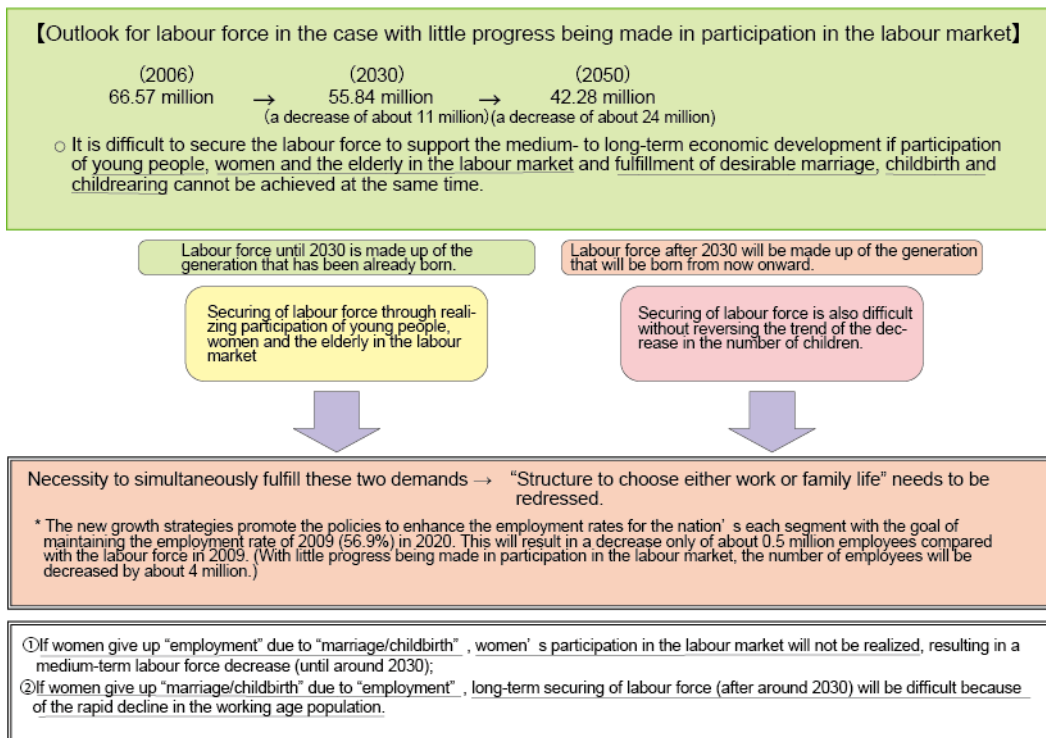 【Outlook for labour force in the case with little progress being made in participation in the labour market】
(2006) (2030) (2050)
66.57 million → 55.84 million → 42.28 million
(a decrease of about 11 million) (a decrease of about 24 million)
○ It is difficult to secure the labour force to support the medium- to long-term economic development if participation
of young people, women and the elderly in the labour market and fulfillment of desirable marriage, childbirth and
childrearing cannot be achieved at the same time.
Labour force until 2030 is made up of the
generation that has been already born.
Labour force after 2030 will be made up of the generation
that will be born from now onward.
Securing of labour force through reali-
zing participation of young people,
women and the elderly in the labour
market
Securing of labour force is also difficult
without reversing the trend of the dec-
rease in the number of children.
Necessity to simultaneously fulfill these two demands → “Structure to choose either work or family life” needs to be
redressed.
* The new growth strategies promote the policies to enhance the employment rates for the nation’ s each segment with the goal of
maintaining the employment rate of 2009 (56.9%) in 2020. This will result in a decrease only of about 0.5 million employees compared
with the labour force in 2009. (With little progress being made in participation in the labour market, the number of employees will be
decreased by about 4 million.)
①If women give up “employment” due to “marriage/childbirth” , women’ s participation in the labour market will not be realized, resulting in a
medium-term labour force decrease (until around 2030);
②If women give up “marriage/childbirth” due to “employment” , long-term securing of labour force (after around 2030) will be difficult because
of the rapid decline in the working age population.